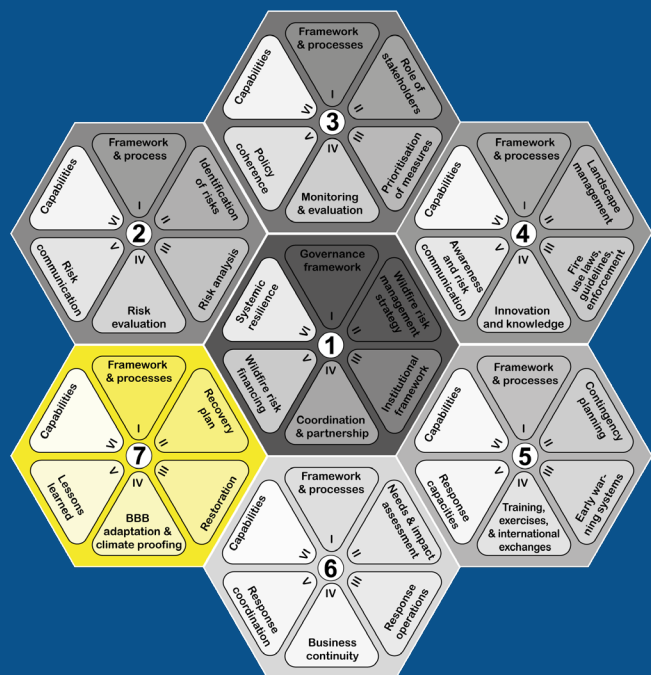 3
Framework
& processes
I
Role of
stakeholders
II
Prioritisation
of measures
III
Monitoring
& evaluation
IV
Policy
coherence
V
Capabilities
VI
2
Framework
& process
I
Identification
of risks
II
Risk analysis
III
Risk
evaluation
IV
Risk
communication
V
Capabilities
VI
4
Framework
& processes
I
Landscape
management
II
Fire
use laws,
guidelines,
enforcement
III
Innovation
and knowledge
IV
Awareness
and risk
communication
V
Capabilities
VI
1
Governance
framework
I
Wildfire risk
management
strategy
II
Institutional
framework
III
Coordination
& partnership
IV
Wildfire risk
financing
V
Systemic
resilience
VI
7
Framework
& processes
I
Recovery
plan
II
Restoration
III
BBB
adaptation &
climate proofing
IV
Lessons
learned
V
Capabilities
VI
5
Framework
& processes
I
Contingency
planning
II
Early war-
ning systems
III
Training,
exercises,
& international
exchanges
IV
Response
capacities
V
Capabilities
VI
6
Framework
& processes
I
Needs & impact
assessment
II
Response
operations
III
Business
continuity
IV
Response
coordination
V
Capabilities
VI